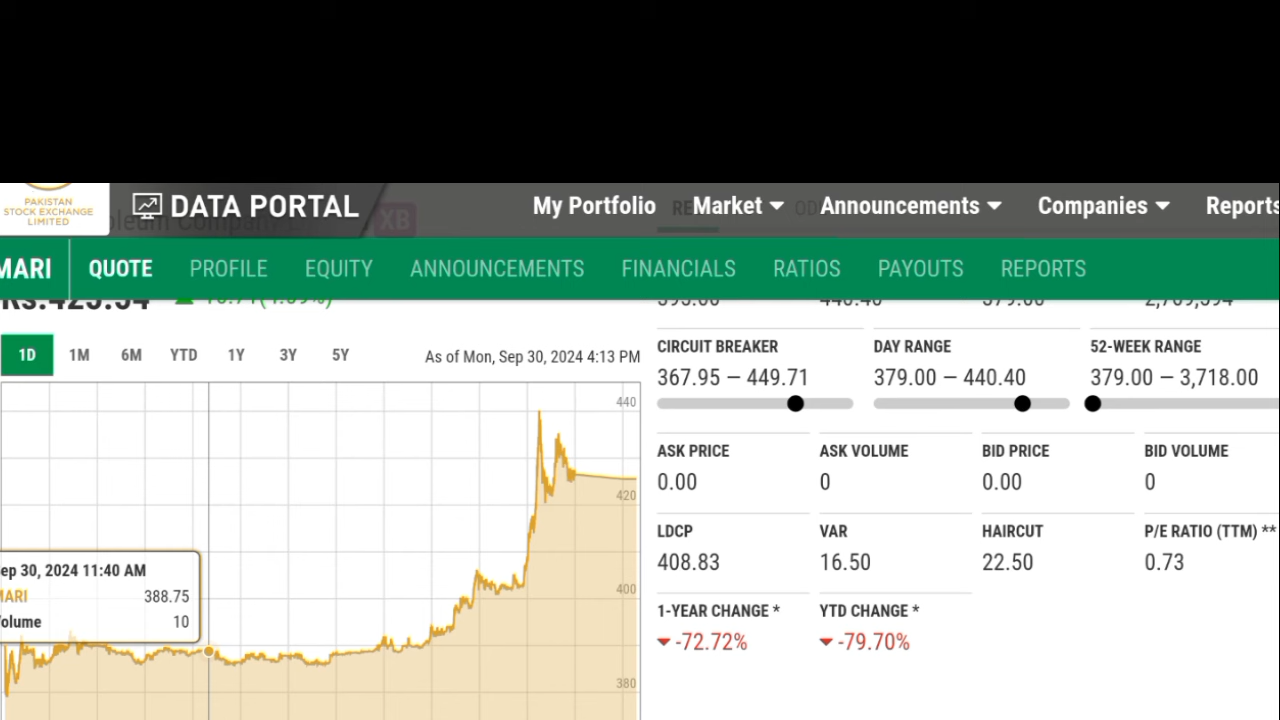 PAKISTAN
STOCK EXCHANGE
LIMITED
DATA PORTAL
XB
My Portfolio Market Announcements Companies Reports
MARI QUOTE PROFILE EQUITY ANNOUNCEMENTS FINANCIALS RATIOS PAYOUTS REPORTS
1D 1M 6M YTD 1Y 3Y 5Y
As of Mon, Sep 30, 2024 4:13 PM
440
420
400
380
ep 30, 2024 11:40 AM
MARI 388.75
olume 10
CIRCUIT BREAKER DAY RANGE 52-WEEK RANGE
367.95 — 449.71 379.00 — 440.40 379.00 — 3,718.00
ASK PRICE ASK VOLUME BID PRICE BID VOLUME
0.00 0 0.00 0
LDCP VAR HAIRCUT P/E RATIO (TTM) **
408.83 16.50 22.50 0.73
1-YEAR CHANGE * YTD CHANGE *
-72.72% -79.70%